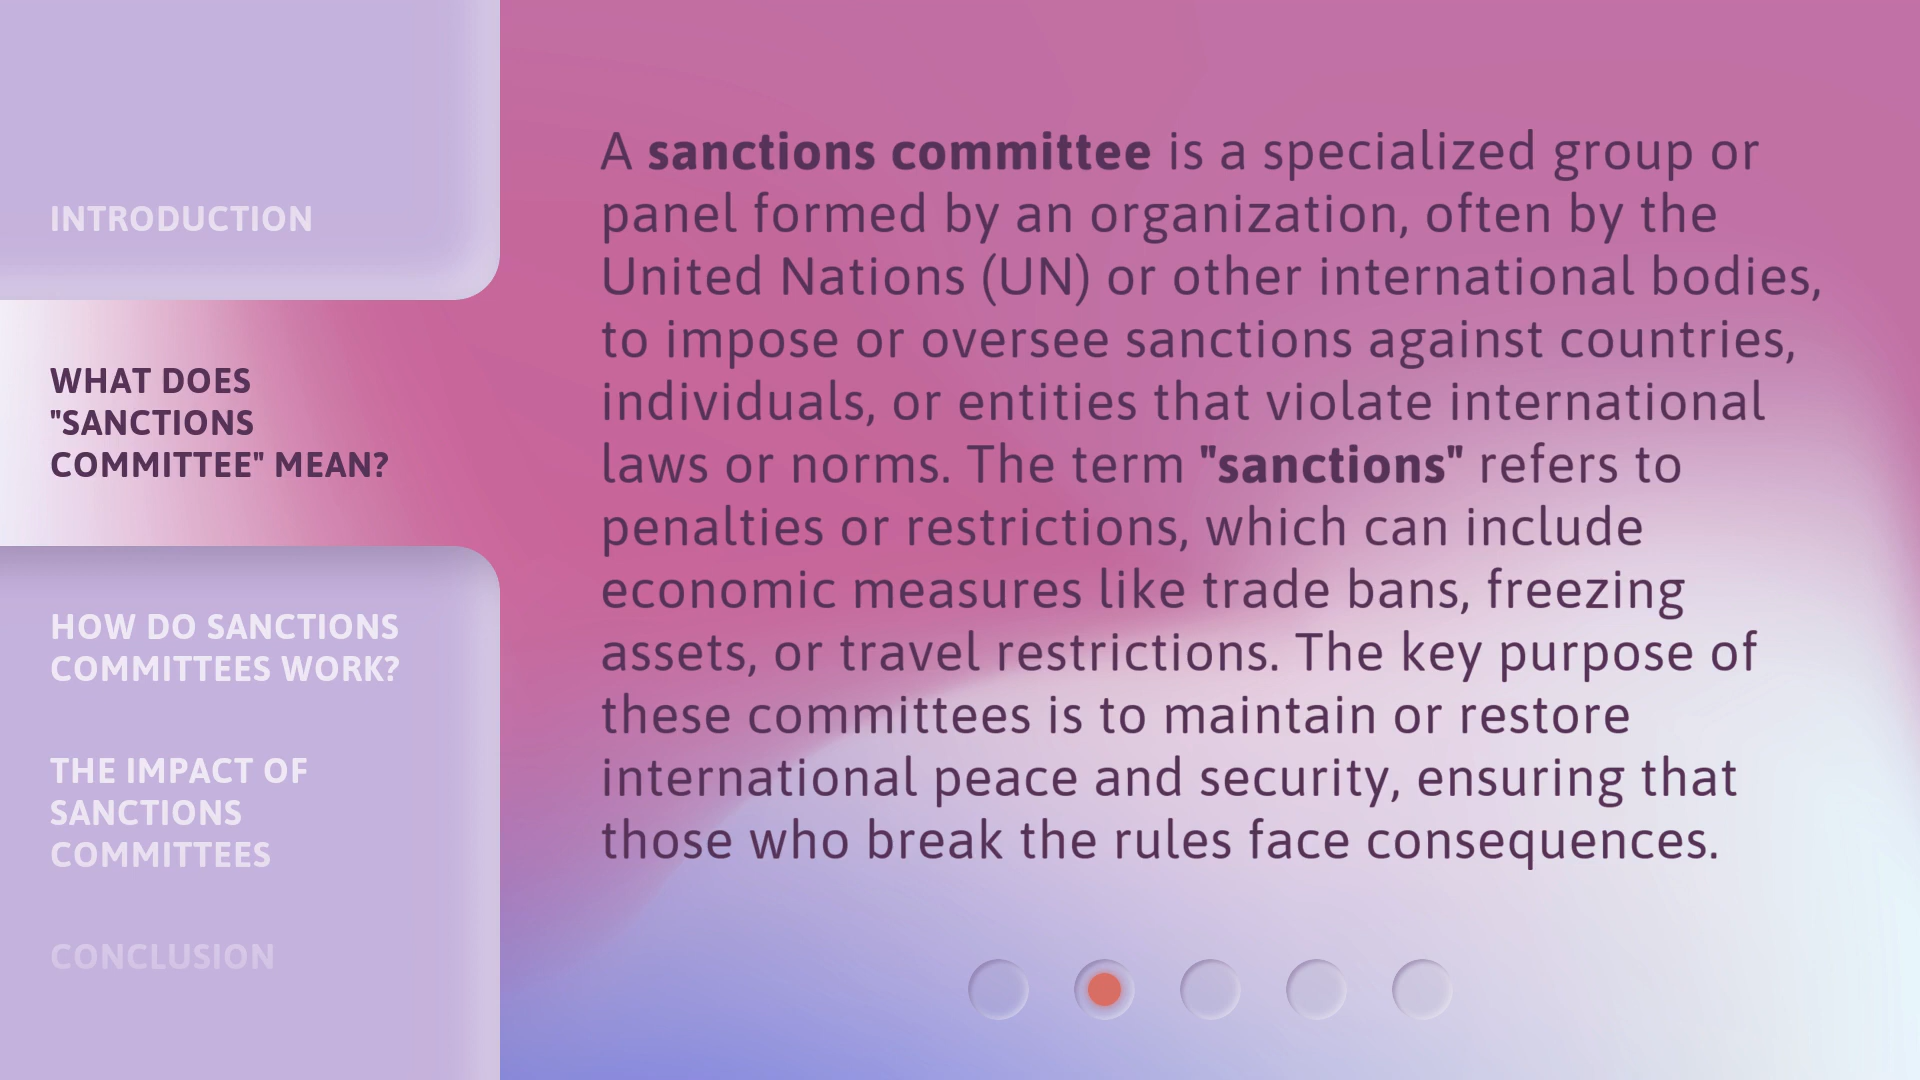 INTRODUCTION
WHAT DOES
"SANCTIONS
COMMITTEE" MEAN?
HOW DO SANCTIONS
COMMITTEES WORK?
THE IMPACT OF
SANCTIONS
COMMITTEES
CONCLUSION
A sanctions committee is a specialized group or
panel formed by an organization, often by the
United Nations (UN) or other international bodies,
to impose or oversee sanctions against countries,
individuals, or entities that violate international
laws or norms. The term "sanctions" refers to
penalties or restrictions, which can include
economic measures like trade bans, freezing
assets, or travel restrictions. The key purpose of
these committees is to maintain or restore
international peace and security, ensuring that
those who break the rules face consequences.